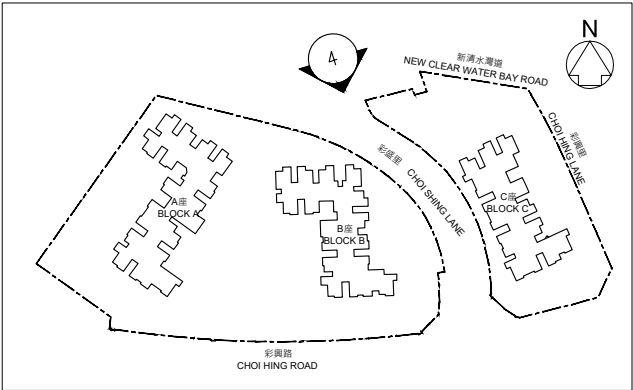 N
4
新清水灣道
NEW CLEAR WATER BAY ROAD
彩興里
CHOI HING LANE
彩盛里
CHOI SHING LANE
A座
BLOCK A
B座
BLOCK B
C座
BLOCK C
彩興路
CHOI HING ROAD